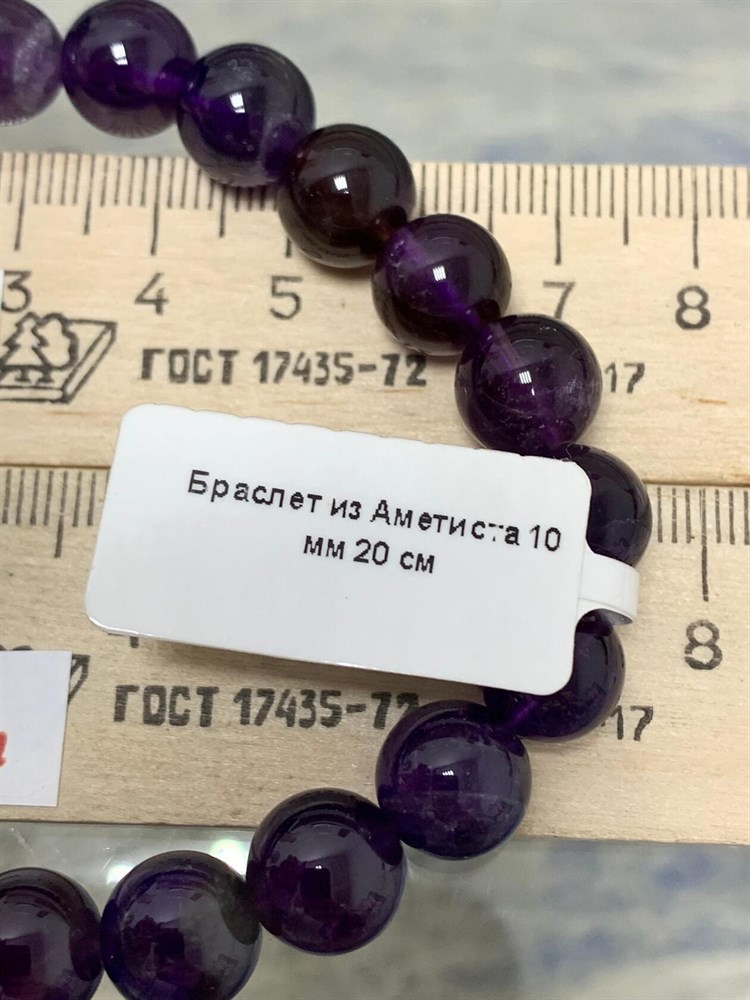 3 4 5 7 8
ГОСТ 17435-72
17
Браслет из Аметиста 10
мм 20 см
8
ГОСТ 17435-7
17